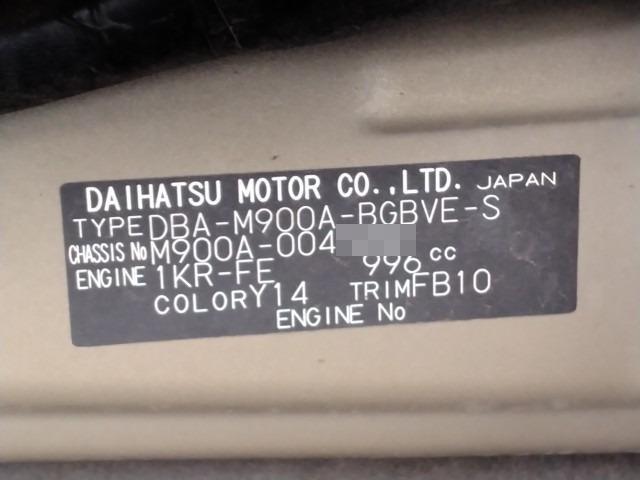 DAIHATSU MOTOR CO.,LTD. JAPAN
TYPE DBA-M900A-BGBVE-S
CHASSIS No M900A-004
ENGINE 1KR-FE 996 cc
COLOR Y14 TRIM FB10
ENGINE No